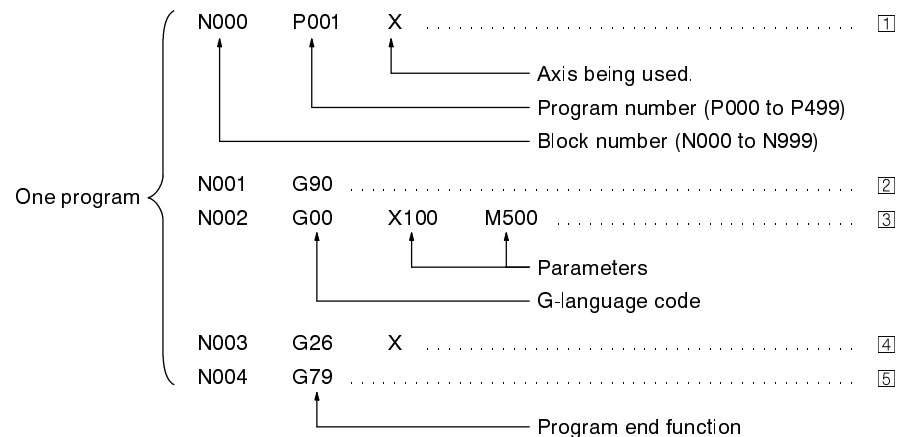 N000 P001 X 1
Axis being used.
Program number (P000 to P499)
Block number (N000 to N999)
One program
N001 G90 2
N002 G00 X100 M500 3
Parameters
G-language code
N003 G26 X 4
N004 G79 5
Program end function